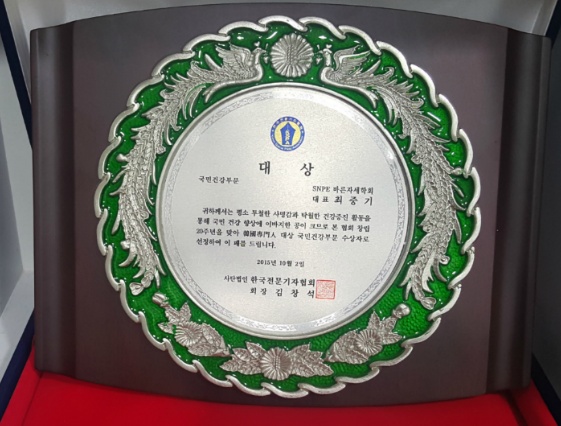 대 상
국민건강부문
SNPE 바른자세학회
대표 최중기
귀하께서는 평소 투철한 사명감과 탁월한 건강증진 활동을
통해 국민 건강 향상에 이바지한 공이 크므로 본 협회 창립
20주년을 맞아 韓國專門人 대상 국민건강부문 수상자로
선정하여 이 패를 드립니다.
2015년 10월 2일
사단법인 한국전문기자협회
회 장 김 장 석